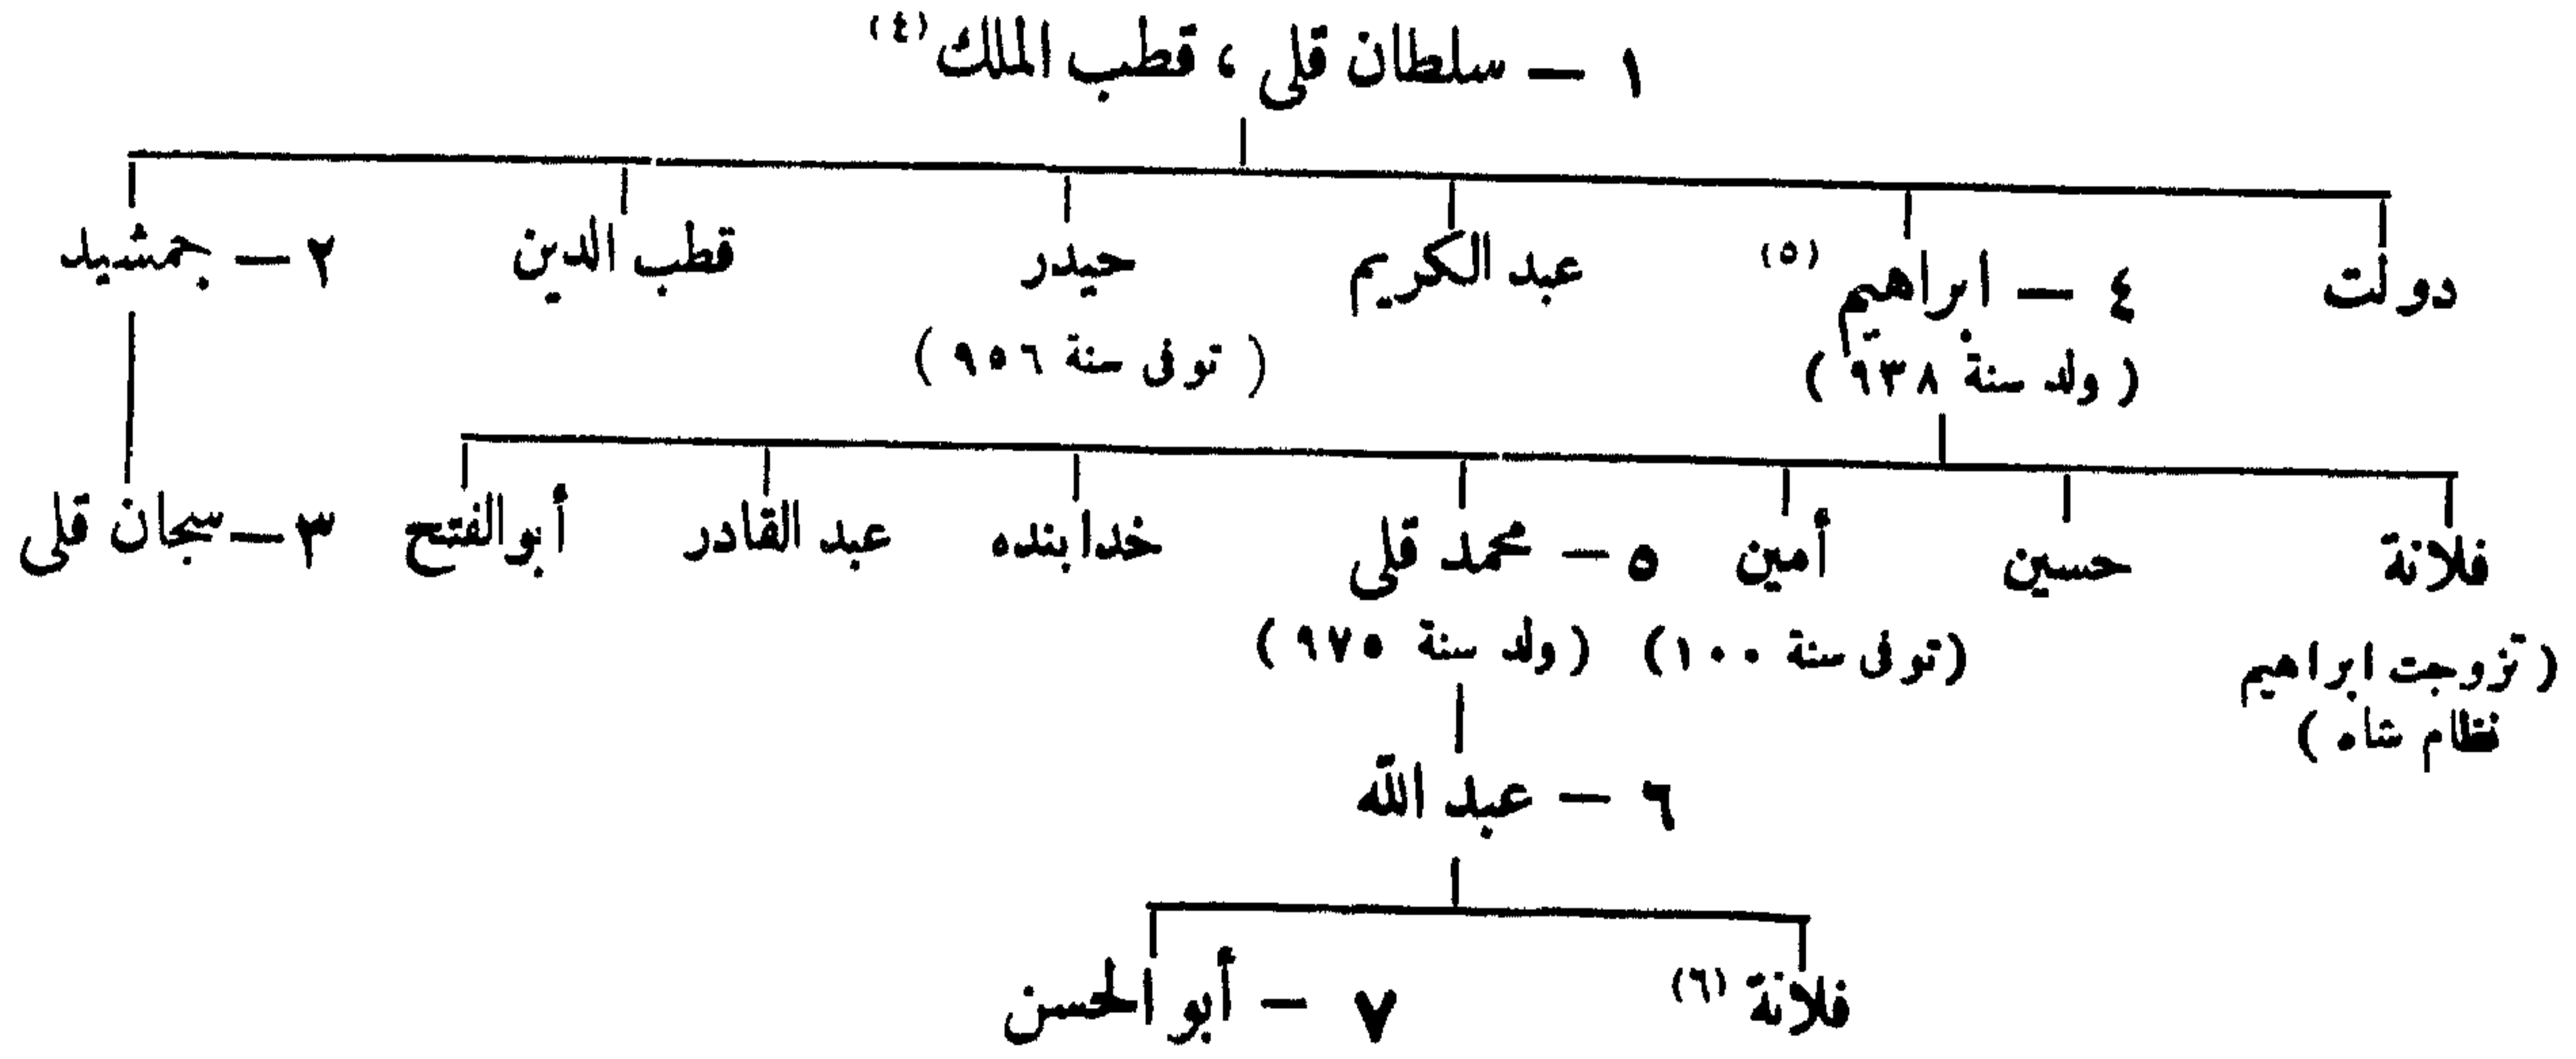 ١ — سلطان قلى ، قطب الملك (٤)
دولت
٤ — ابراهيم (٥)
عبد الكريم
حيدر
قطب الدين
٢ — جمشيد
( ولد سنة ٩٣٨ )
( توفى سنة ٩٥٦ )
فلانة
حسين
أمين
٥ — محمد قلى
خدابنده
عبد القادر
أبو الفتح
٣ — سجان قلى
( تزوجت ابراهيم
نظام شاه )
(توفى سنة ١٠٠٠)
( ولد سنة ٩٧٥ )
٦ — عبد الله
فلانة (٦)
٧ — أبو الحسن